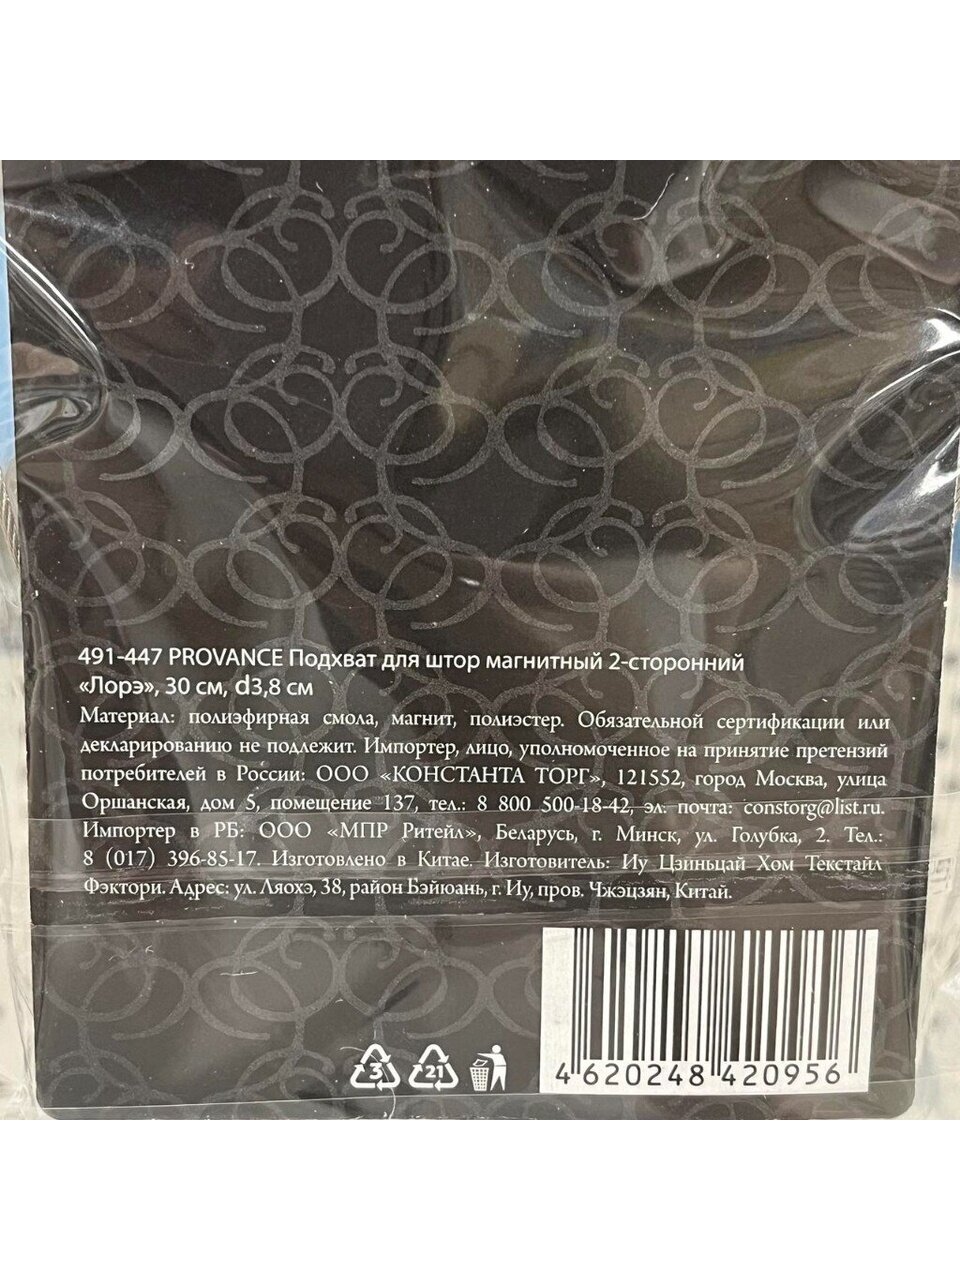 491-447 PROVANCE Подхват для штор магнитный 2-сторонний
«Лорэ», 30 см, d3,8 см
Материал: полиэфирная смола, магнит, полиэстер. Обязательной сертификации или
декларированию не подлежит. Импортер, лицо, уполномоченное на принятие претензий
потребителей в России: ООО «КОНСТАНТА ТОРГ», 121552, город Москва, улица
Оршанская, дом 5, помещение 137, тел.: 8 800 500-18-42, эл. почта: constorg@list.ru.
Импортер в РБ: ООО «МПР Ритейл», Беларусь, г. Минск, ул. Голубка, 2. Тел.:
8 (017) 396-85-17. Изготовлено в Китае. Изготовитель: Иу Цзиньцай Хом Текстайл
Фэктори. Адрес: ул. Ляохэ, 38, район Бэйюань, г. Иу, пров. Чжэцзян, Китай.
3 21
4 620248 420956